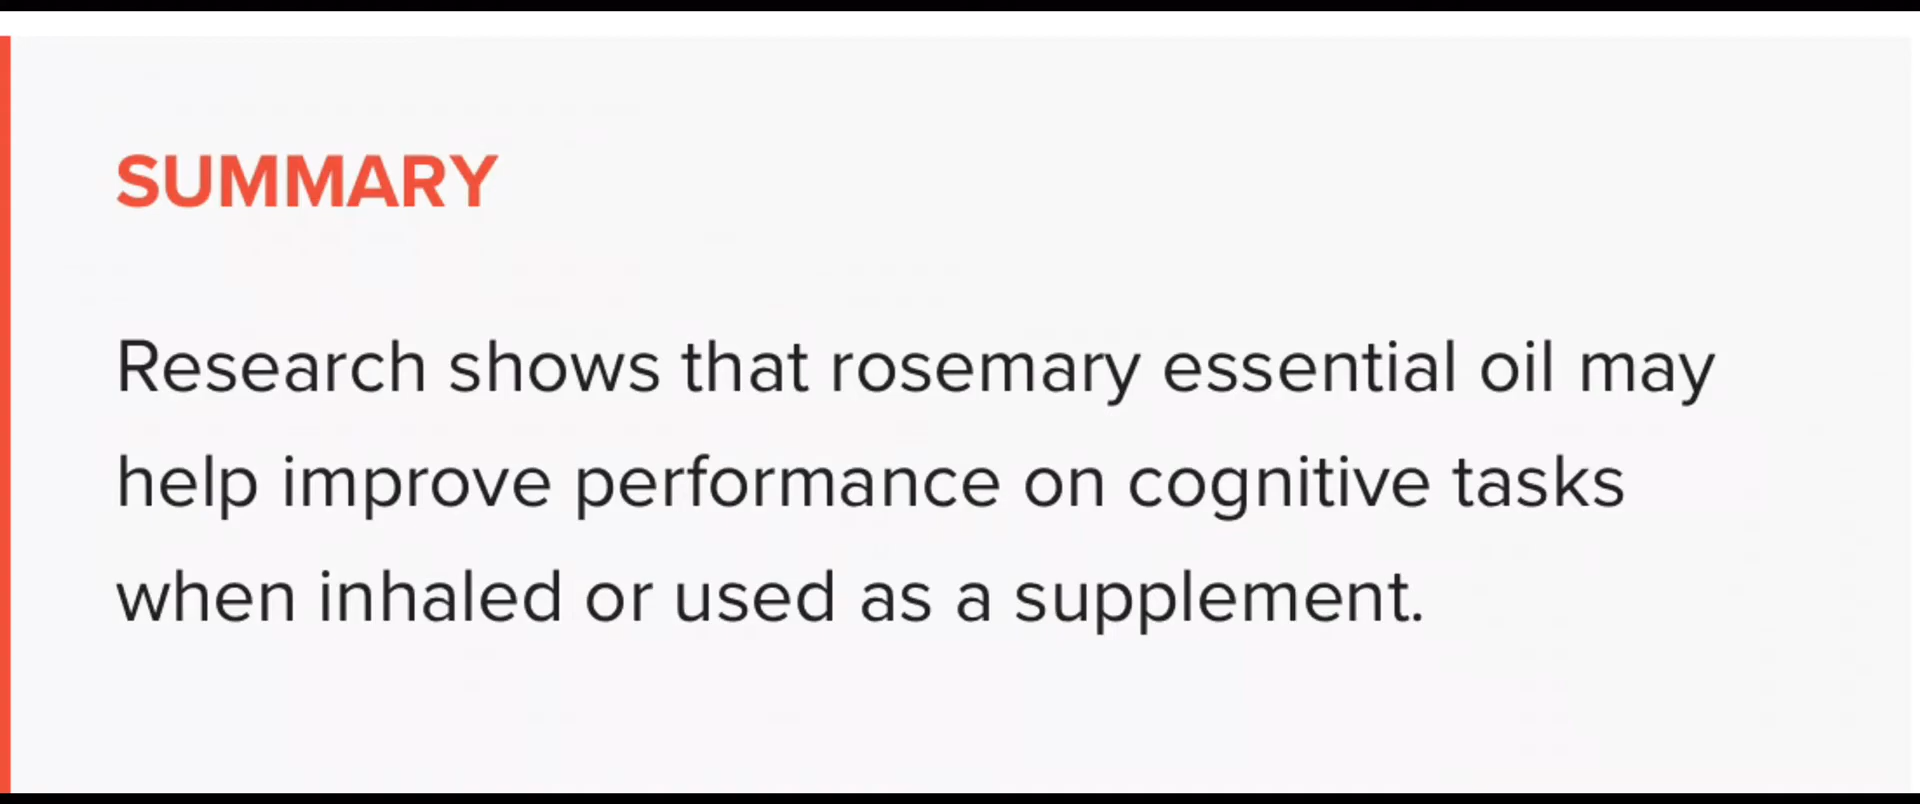 SUMMARY
Research shows that rosemary essential oil may
help improve performance on cognitive tasks
when inhaled or used as a supplement.